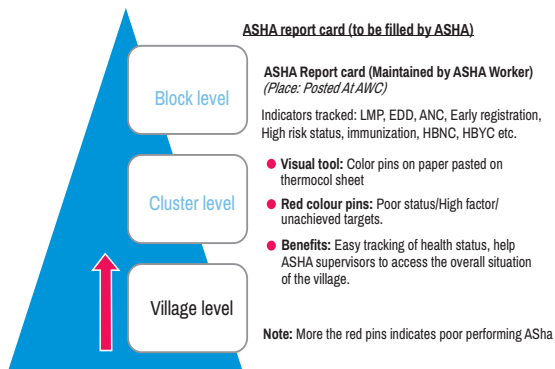 ASHA report card (to be filled by ASHA)
Block level
ASHA Report card (Maintained by ASHA Worker)
(Place: Posted At AWC)
Indicators tracked: LMP, EDD, ANC, Early registration,
High risk status, immunization, HBNC, HBYC etc.
Cluster level
Visual tool: Color pins on paper pasted on
thermocol sheet
Red colour pins: Poor status/High factor/
unachieved targets.
Benefits: Easy tracking of health status, help
ASHA supervisors to access the overall situation
of the village.
Village level
Note: More the red pins indicates poor performing ASha